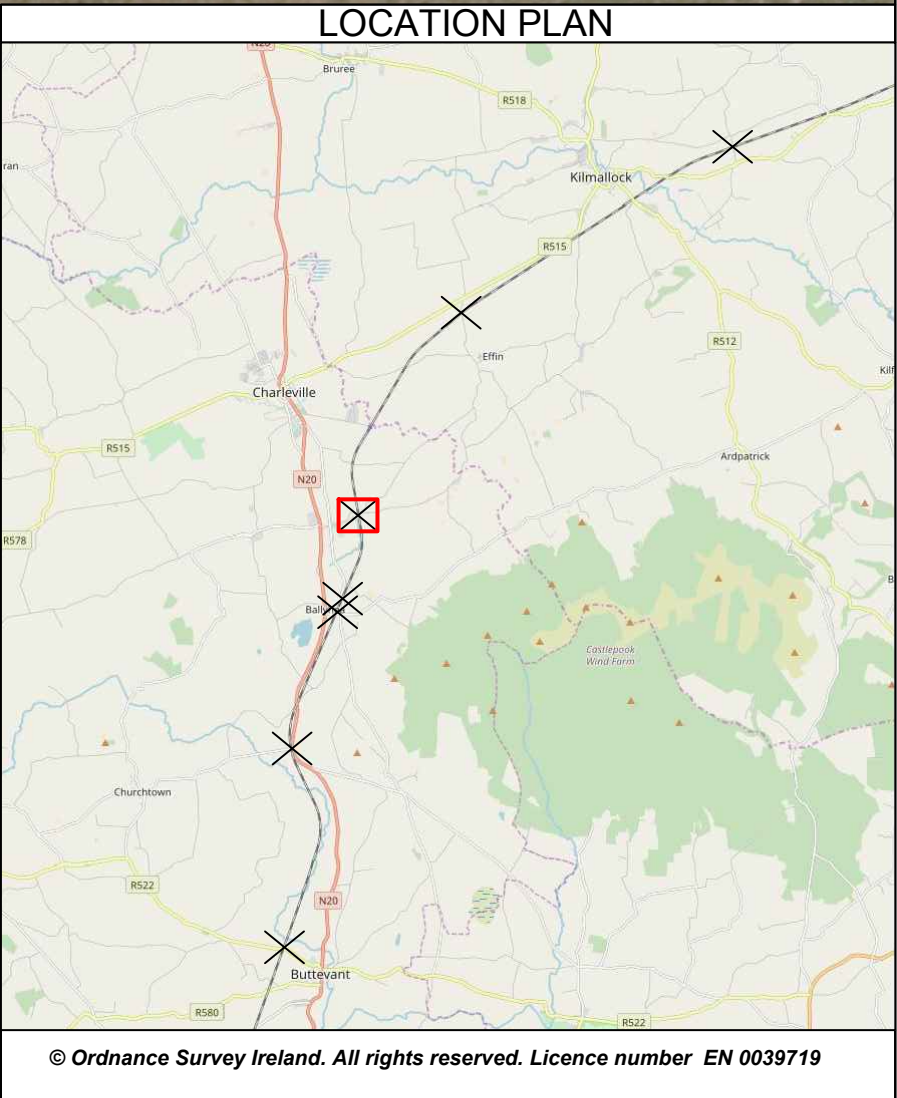 LOCATION PLAN
Bruree
R518
Kilmallock
R515
Effin
R512
Charleville
R515
Ardpatrick
N20
R578
Castlepook
Wind Farm
Churchtown
R522
N20
Buttevant
R580
R522
© Ordnance Survey Ireland. All rights reserved. Licence number EN 0039719